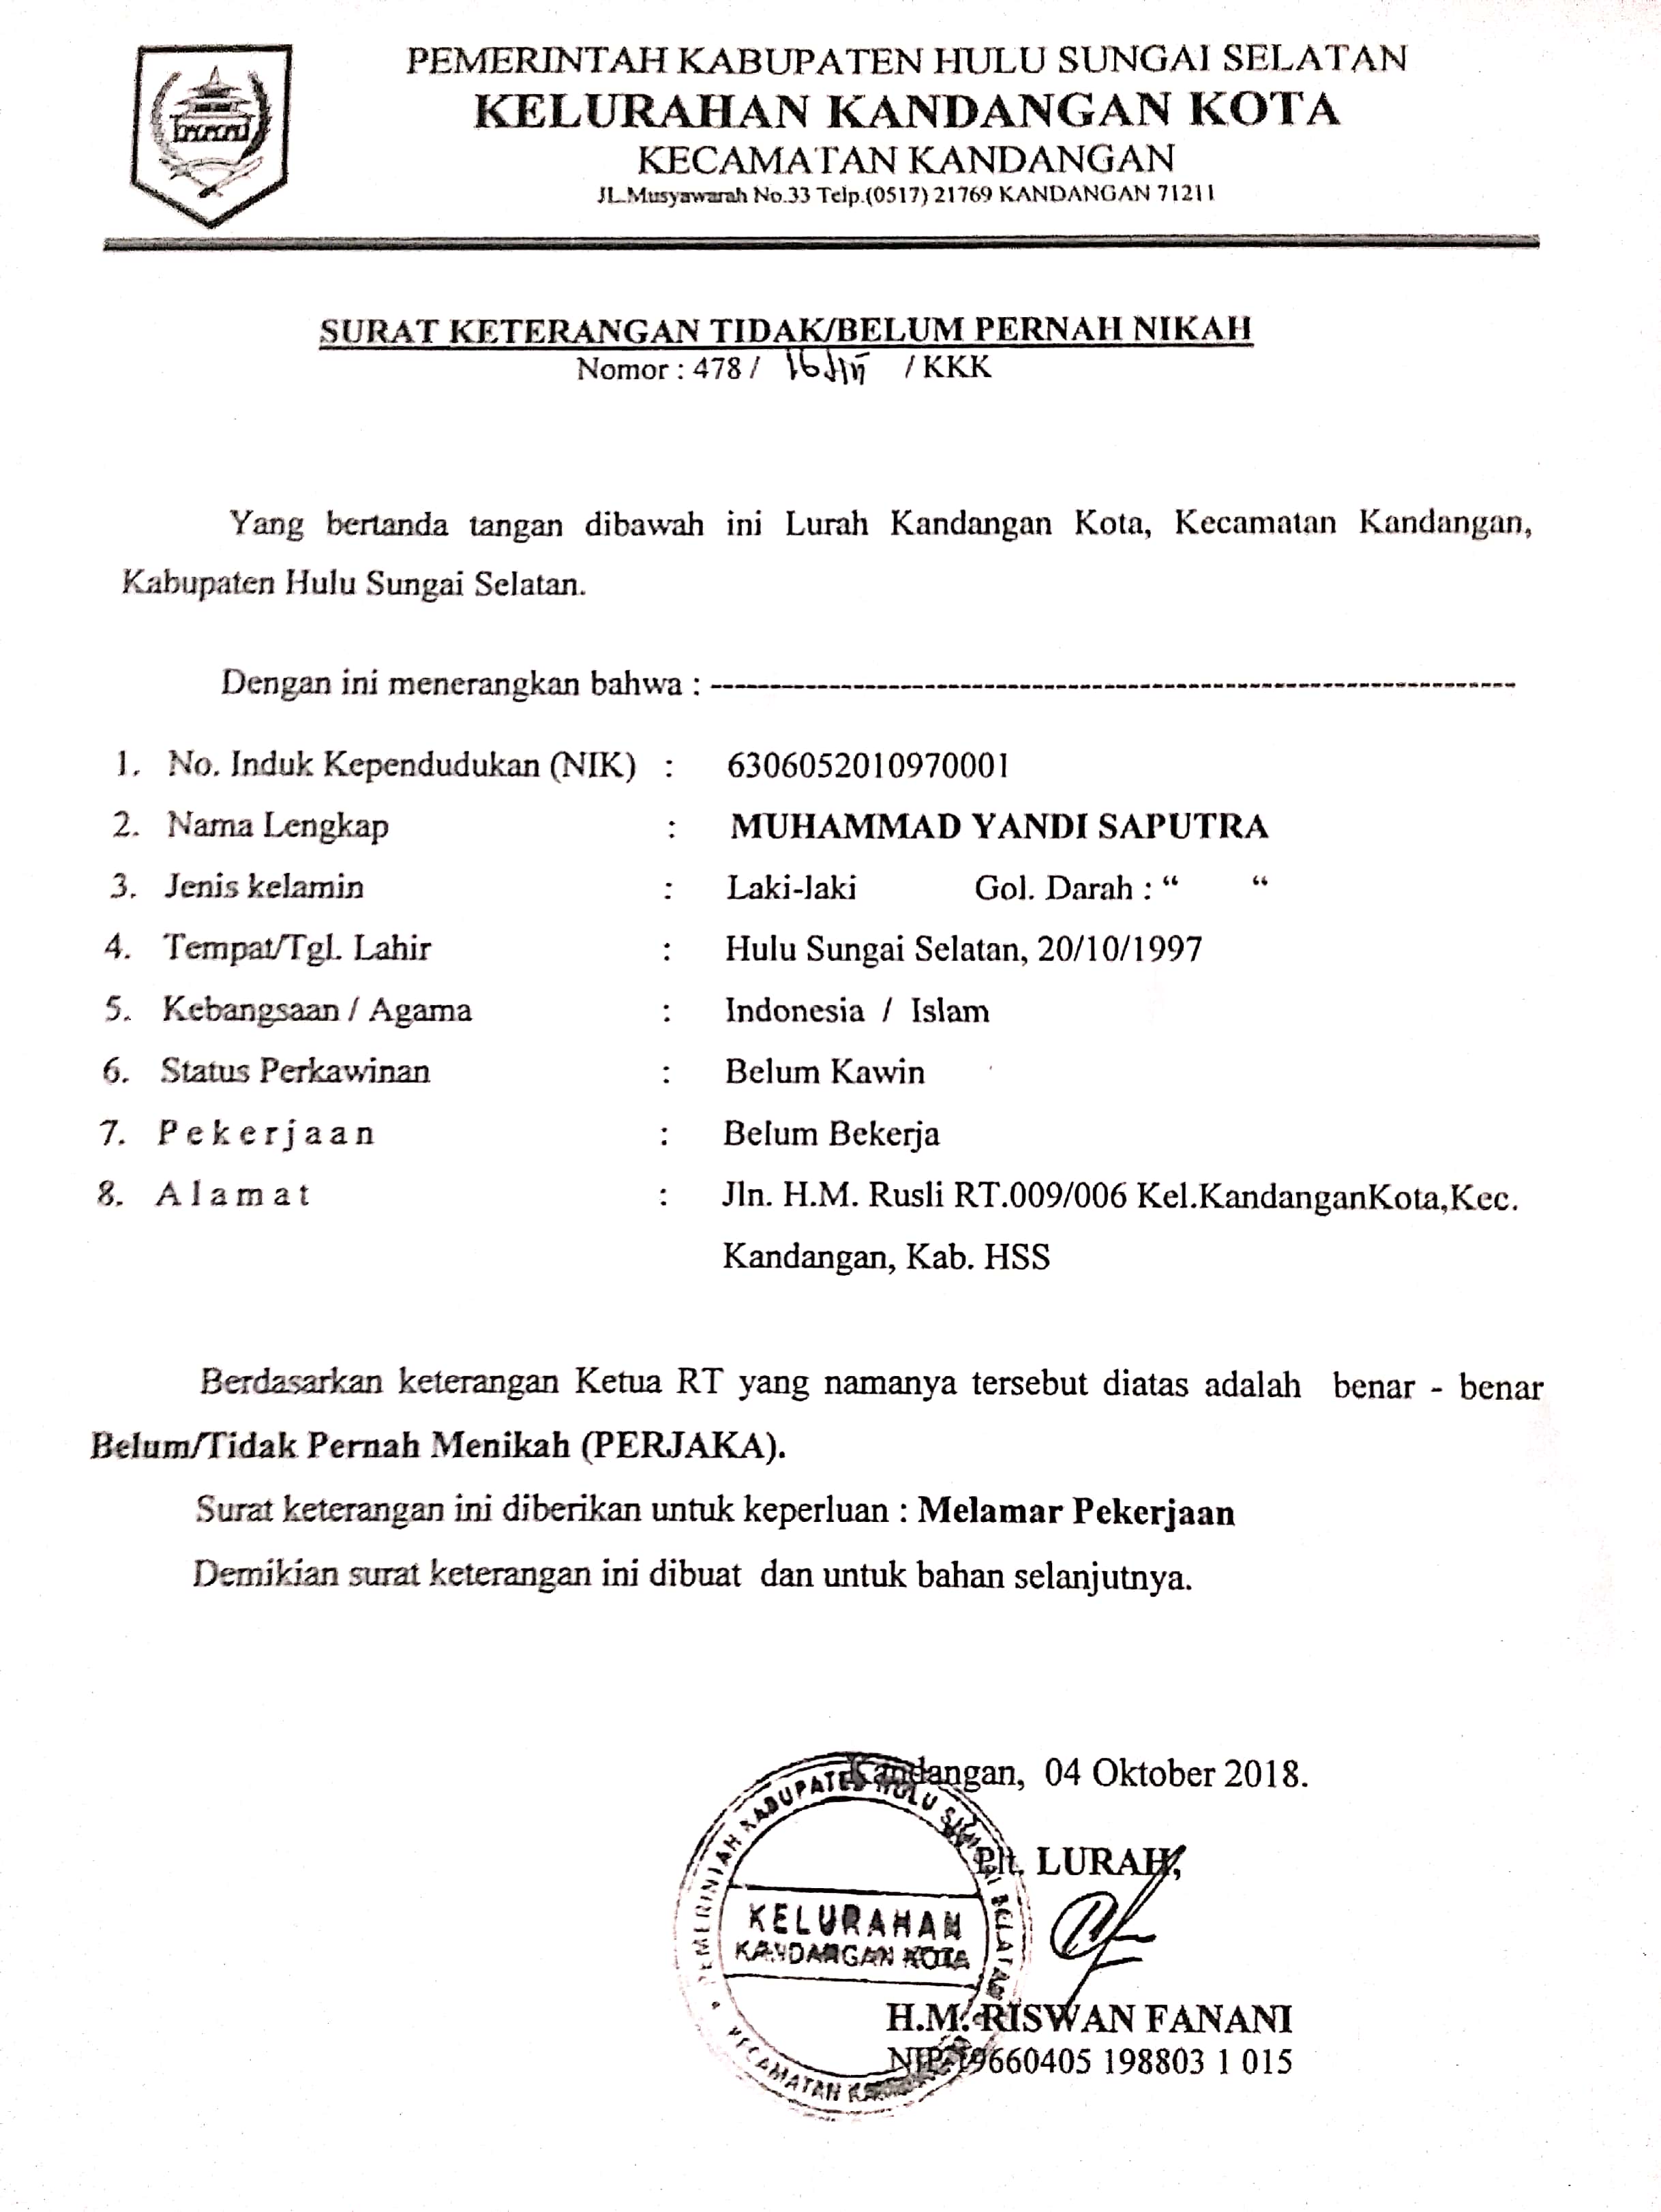 PEMERINTAH KABUPATEN HULU SUNGAI SELATAN
KELURAHAN KANDANGAN KOTA
KECAMATAN KANDANGAN
JL.Musyawarah No.33 Telp.(0517) 21769 KANDANGAN 71211
SURAT KETERANGAN TIDAK/BELUM PERNAH NIKAH
Nomor : 478 / / KKK
Yang bertanda tangan dibawah ini Lurah Kandangan Kota, Kecamatan Kandangan,
Kabupaten Hulu Sungai Selatan.
Dengan ini menerangkan bahwa : --------------------------------------------------------------------
1. No. Induk Kependudukan (NIK) : 6306052010970001
2. Nama Lengkap : MUHAMMAD YANDI SAPUTRA
3. Jenis kelamin : Laki-laki Gol. Darah : “ “
4. Tempat/Tgl. Lahir : Hulu Sungai Selatan, 20/10/1997
5. Kebangsaan / Agama : Indonesia / Islam
6. Status Perkawinan : Belum Kawin
7. P e k e r j a a n : Belum Bekerja
8. A l a m a t : Jln. H.M. Rusli RT.009/006 Kel.KandanganKota,Kec.
Kandangan, Kab. HSS
Berdasarkan keterangan Ketua RT yang namanya tersebut diatas adalah benar - benar
Belum/Tidak Pernah Menikah (PERJAKA).
Surat keterangan ini diberikan untuk keperluan : Melamar Pekerjaan
Demikian surat keterangan ini dibuat dan untuk bahan selanjutnya.
Kandangan, 04 Oktober 2018.
Plt. LURAH,
PEMERINTAH KABUPATEN HULU SUNGAI SELATAN
KELURAHAN
KANDANGAN KOTA
KECAMATAN KANDANGAN
H.M. RISWAN FANANI
NIP.19660405 198803 1 015